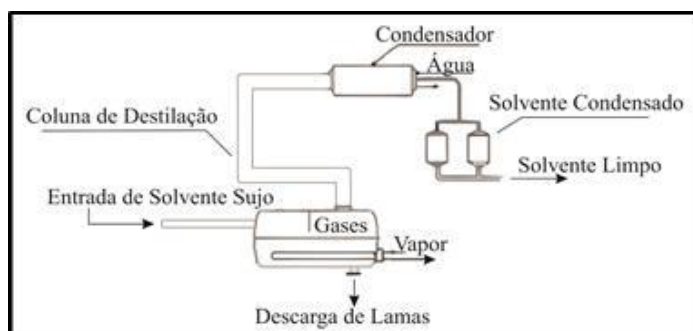 Condensador
Água
Coluna de Destilação
Solvente Condensado
Solvente Limpo
Entrada de Solvente Sujo
Gases
Vapor
Descarga de Lamas